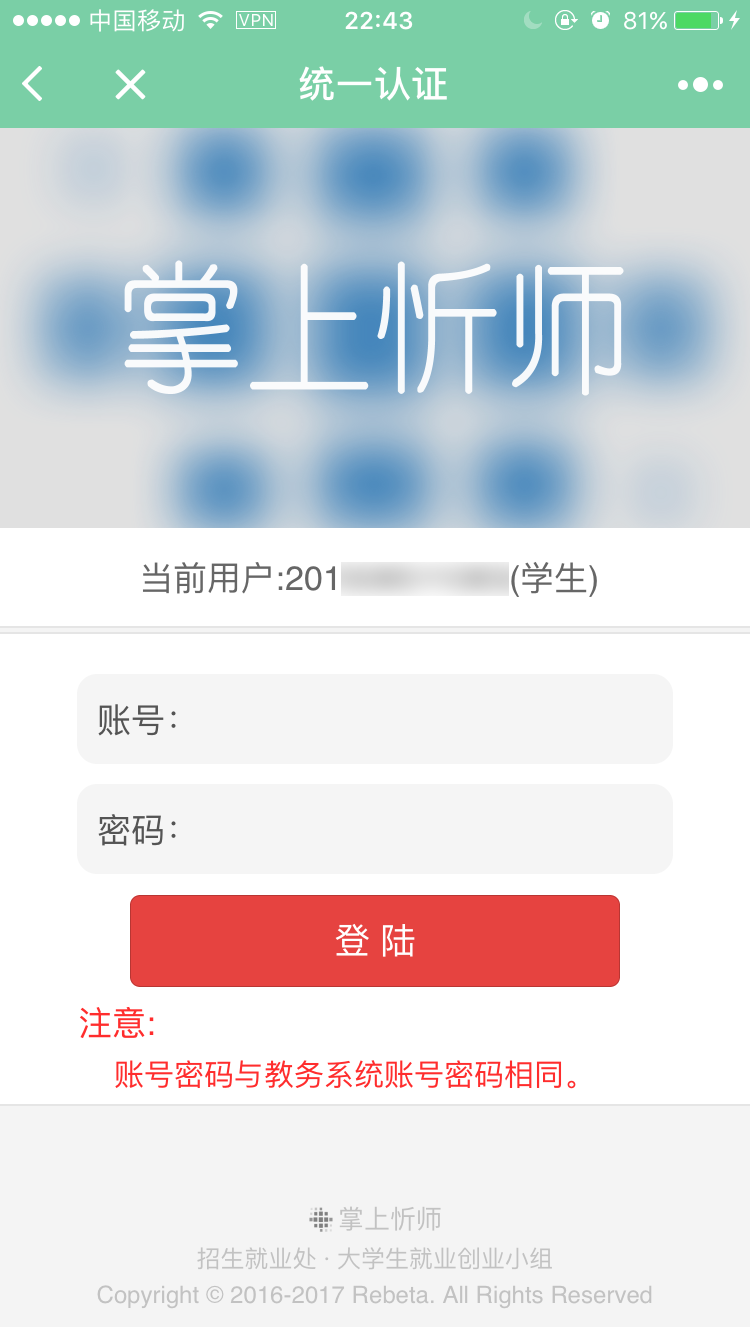 中国移动 VPN 22:43 81%
统一认证
掌上忻师
当前用户:201 (学生)
账号：
密码：
登 陆
注意:
账号密码与教务系统账号密码相同。
掌上忻师
招生就业处 · 大学生就业创业小组
Copyright © 2016-2017 Rebeta. All Rights Reserved